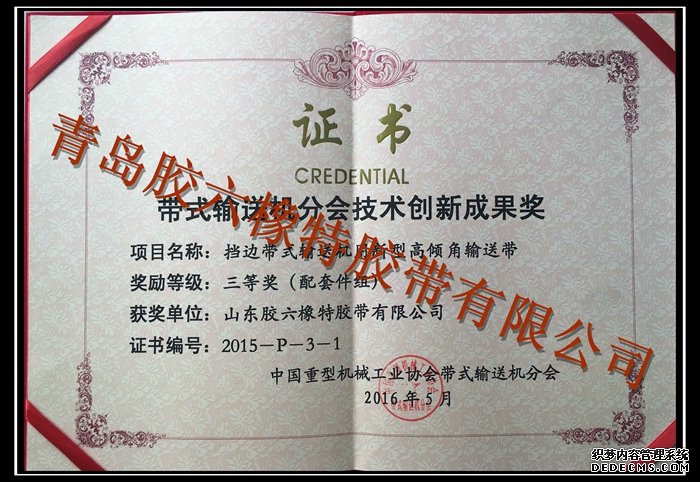 证书
CREDENTIAL
带式输送机分会技术创新成果奖
项目名称：挡边带式输送机用新型高倾角输送带
奖励等级：三等奖（配套件组）
获奖单位：山东胶六橡特胶带有限公司
证书编号：2015-P-3-1
中国重型机械工业协会带式输送机分会
2016年5月
青岛胶六橡特胶带有限公司
织梦内容管理系统
DEDECMS.COM